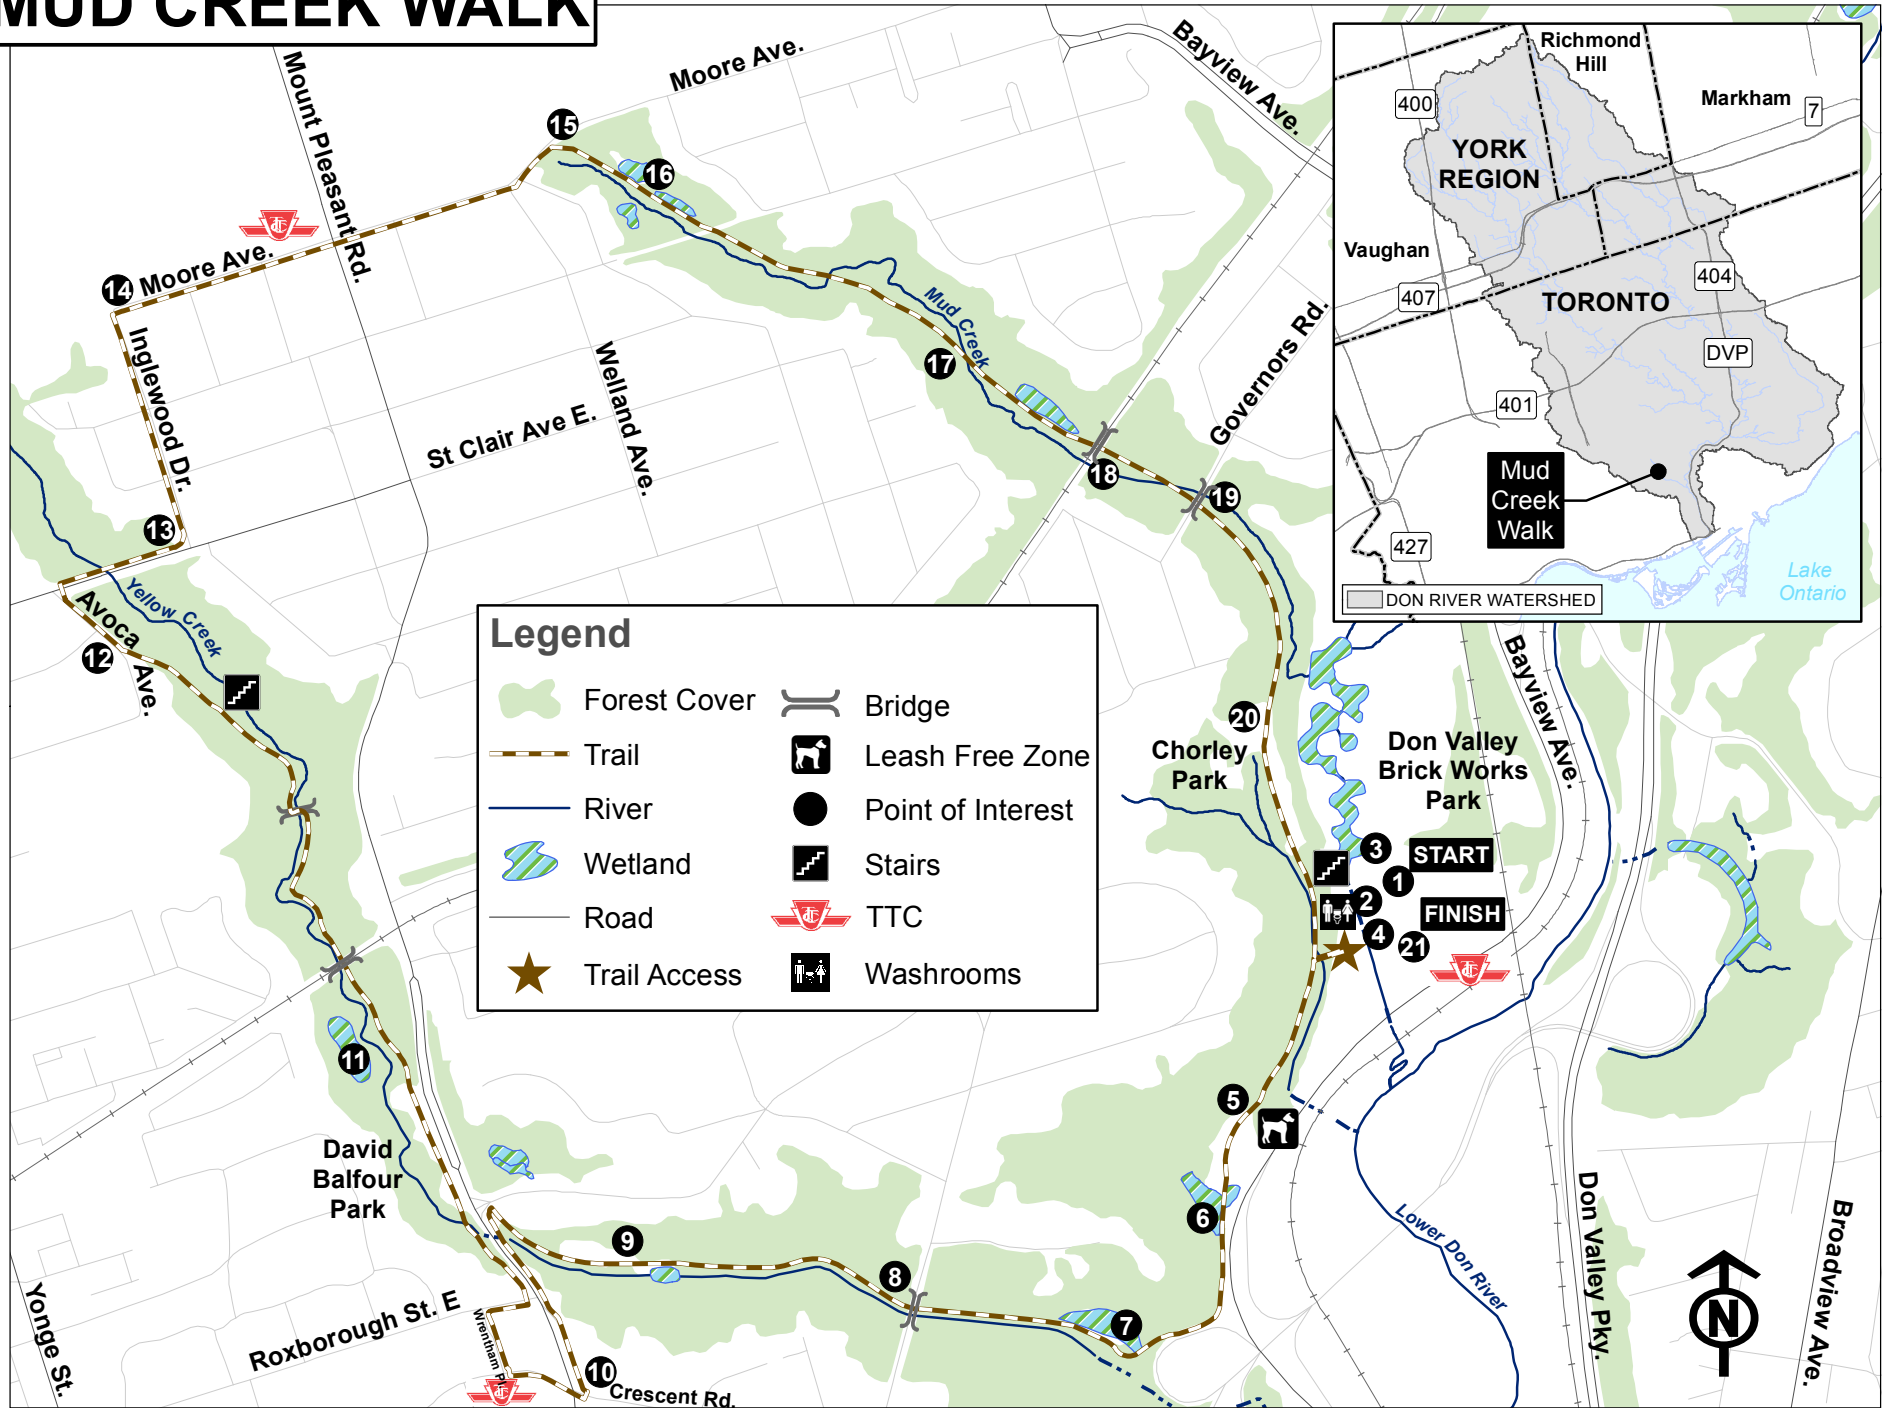 MUD CREEK WALK
Mount Pleasant Rd.
Moore Ave.
Bayview Ave.
15
16
14
Moore Ave.
Inglewood Dr.
Welland Ave.
St Clair Ave E.
13
Mud Creek
17
18
19
Governors Rd.
Richmond
Hill
Markham
400
7
YORK
REGION
Vaughan
407
404
TORONTO
DVP
401
Mud
Creek
Walk
427
Lake
Ontario
DON RIVER WATERSHED
Yellow Creek
Avoca
Ave.
12
Legend
Forest Cover
Bridge
Trail
Leash Free Zone
River
Point of Interest
Wetland
Stairs
Road
TTC
Trail Access
Washrooms
20
Chorley
Park
Don Valley
Brick Works
Park
Bayview Ave.
3
START
1
2
FINISH
4
21
11
David
Balfour
Park
5
6
7
8
9
10
Lower Don River
Don Valley Pky.
Broadview Ave.
Yonge St.
Roxborough St. E
Wrentham Pl.
Crescent Rd.
N